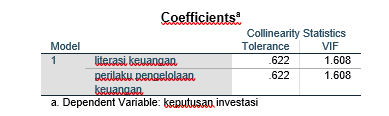 Coefficientsª
Collinearity Statistics
Model Tolerance VIF
1 literasi keuangan .622 1.608
perilaku pengelolaan keuangan .622 1.608
a. Dependent Variable: keputusan investasi